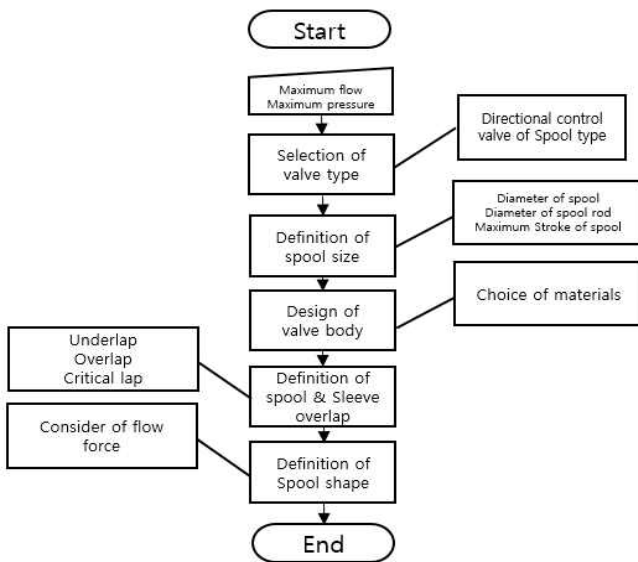 Start
Maximum flow
Maximum pressure
Directional control
valve of Spool type
Selection of
valve type
Diameter of spool
Diameter of spool rod
Maximum Stroke of spool
Definition of
spool size
Choice of materials
Design of
valve body
Underlap
Overlap
Critical lap
Definition of
spool & Sleeve
overlap
Consider of flow
force
Definition of
Spool shape
End